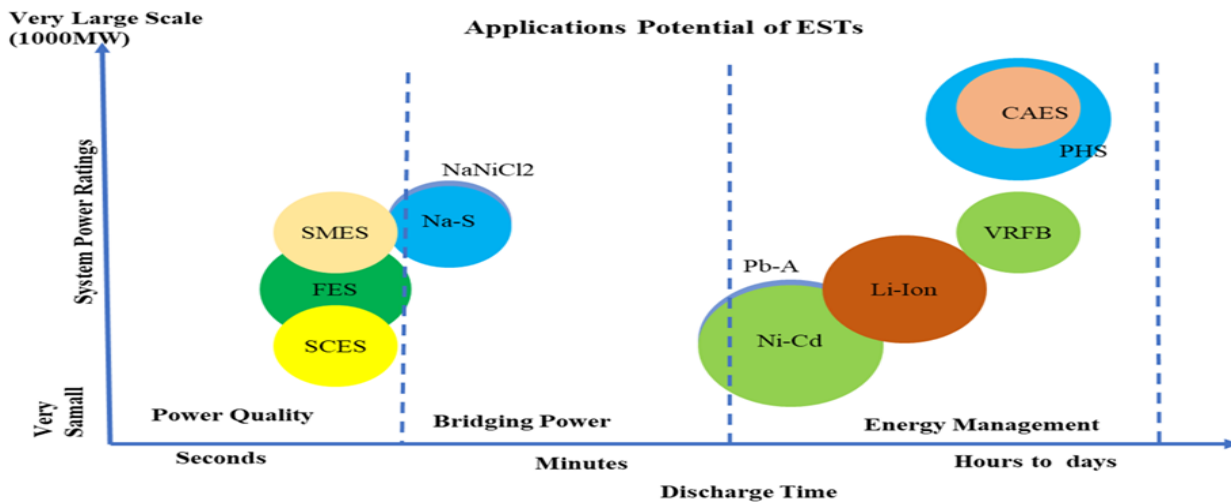 Very Large Scale
(1000MW)
Applications Potential of ESTs
System Power Ratings
Very
Samall
CAES
PHS
NaNiCl2
Na-S
SMES
VRFB
FES
Pb-A
Li-Ion
SCES
Ni-Cd
Power Quality
Bridging Power
Energy Management
Seconds
Minutes
Hours to days
Discharge Time